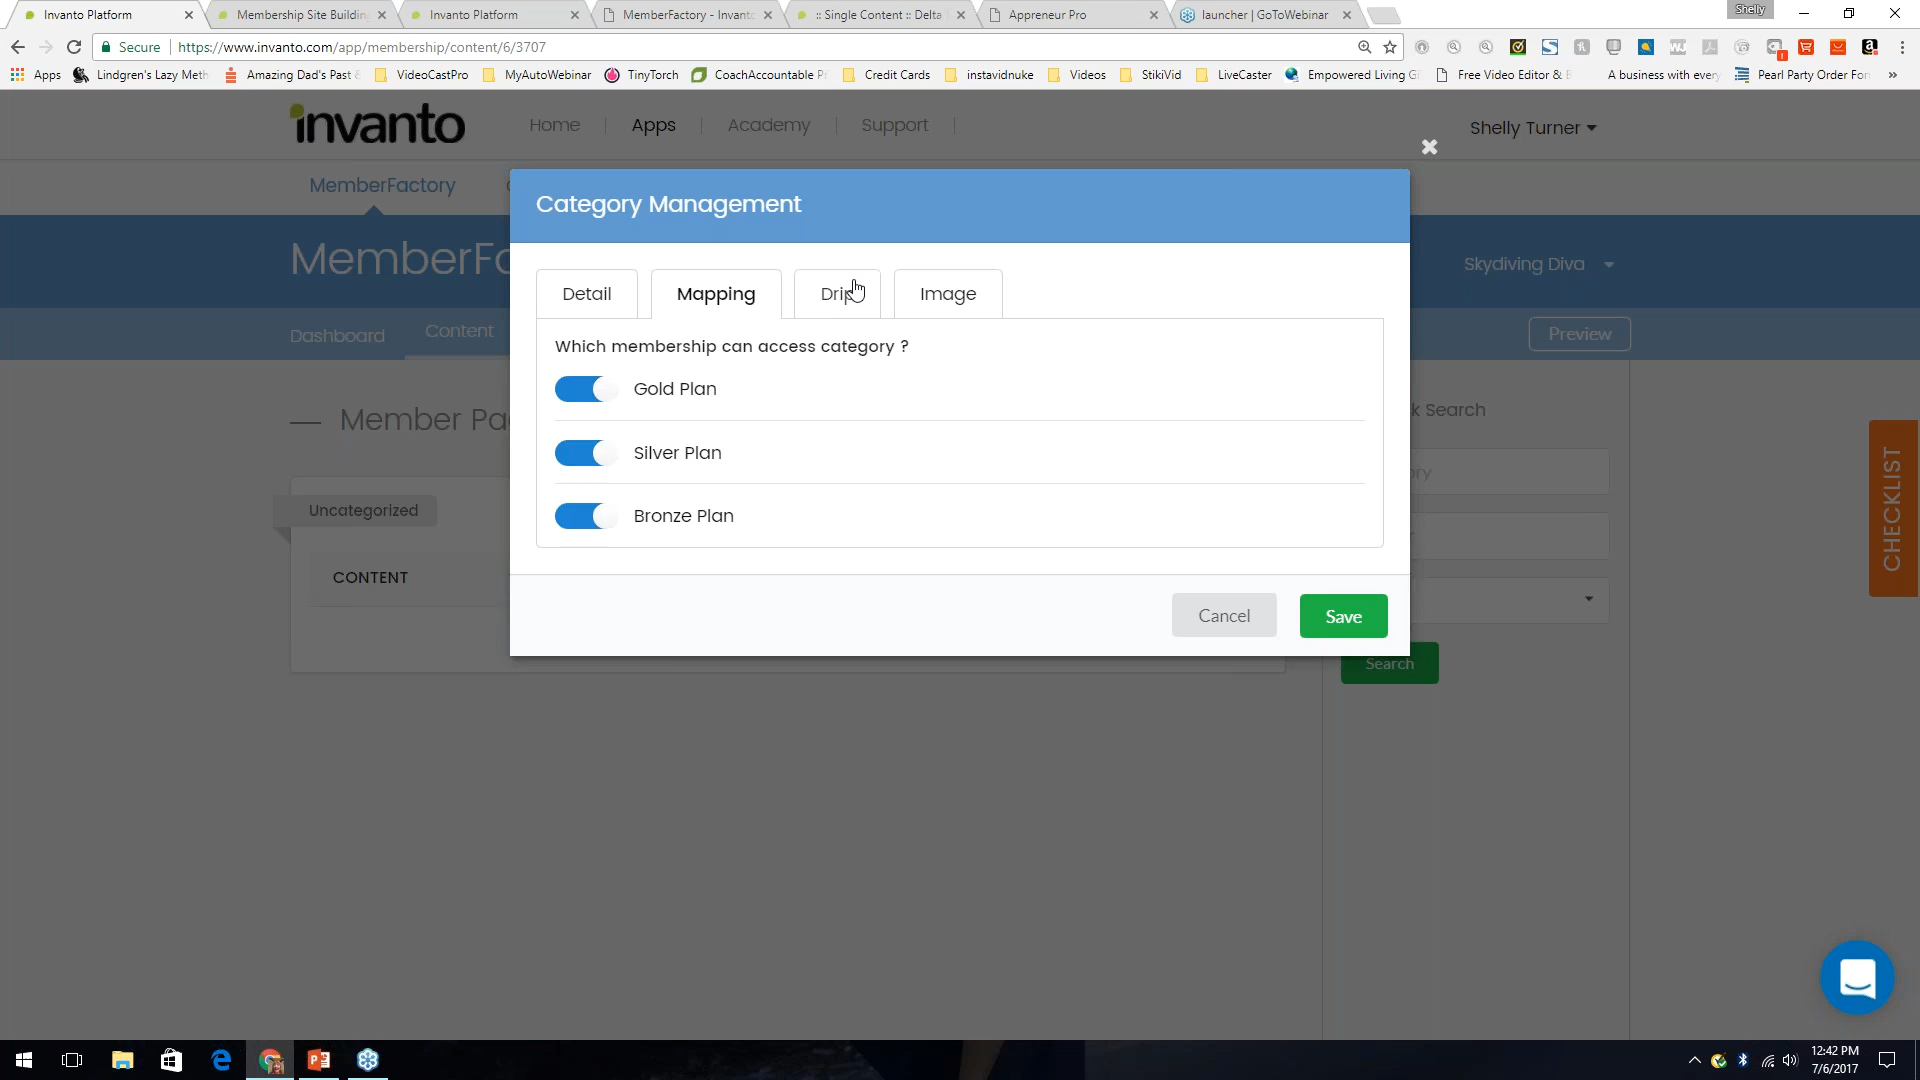 Invanto Platform
Membership Site Building
Invanto Platform
MemberFactory - Invant
:: Single Content :: Delta
Appreneur Pro
launcher | GoToWebinar
Shelly
Secure
https://www.invanto.com/app/membership/content/6/3707
Apps
Lindgren's Lazy Meth
Amazing Dad's Past
VideoCastPro
MyAutoWebinar
TinyTorch
CoachAccountable P
Credit Cards
instavidnuke
Videos
StikiVid
LiveCaster
Empowered Living G
Free Video Editor &
A business with every
Pearl Party Order For
»
invanto
Home
Apps
Academy
Support
Shelly Turner
MemberFactory
MemberFa
Skydiving Diva
Dashboard
Content
Preview
Category Management
Detail
Mapping
Drip
Image
Which membership can access category ?
Gold Plan
Silver Plan
Bronze Plan
Cancel
Save
Member Pa
k Search
ry
Uncategorized
CONTENT
Search
CHECKLIST
12:42 PM
7/6/2017